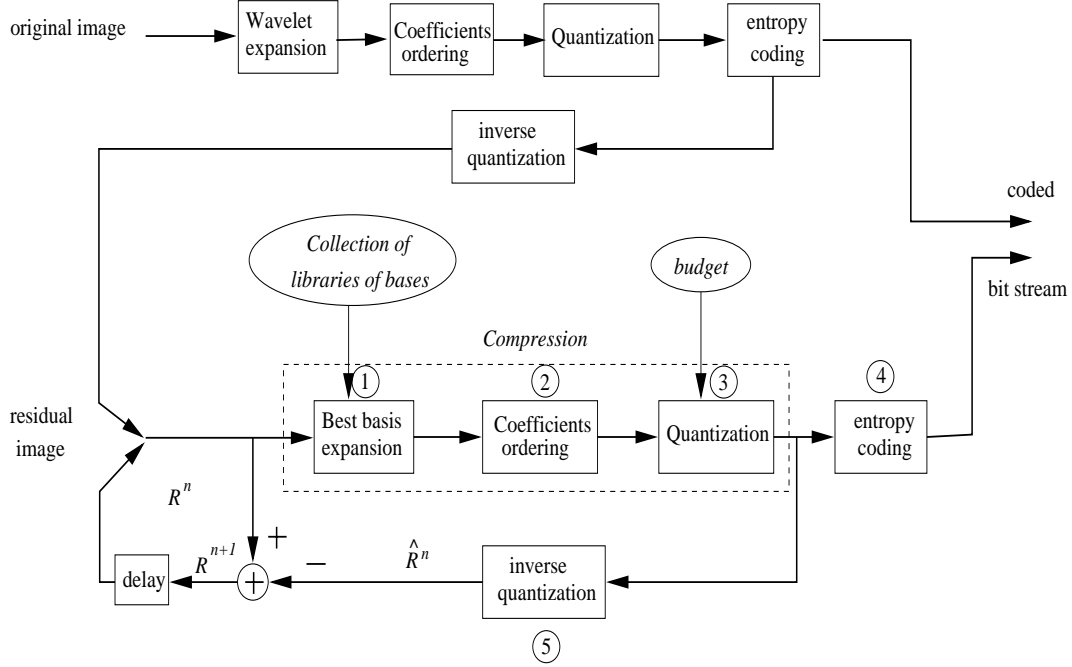 original image
Wavelet
expansion
Coefficients
ordering
Quantization
entropy
coding
inverse
quantization
coded
bit stream
Collection of
libraries of bases
budget
Compression
1
2
3
4
residual
image
Best basis
expansion
Coefficients
ordering
Quantization
entropy
coding
R^n
+
R^{n+1}
−
R̂^n
delay
+
inverse
quantization
5